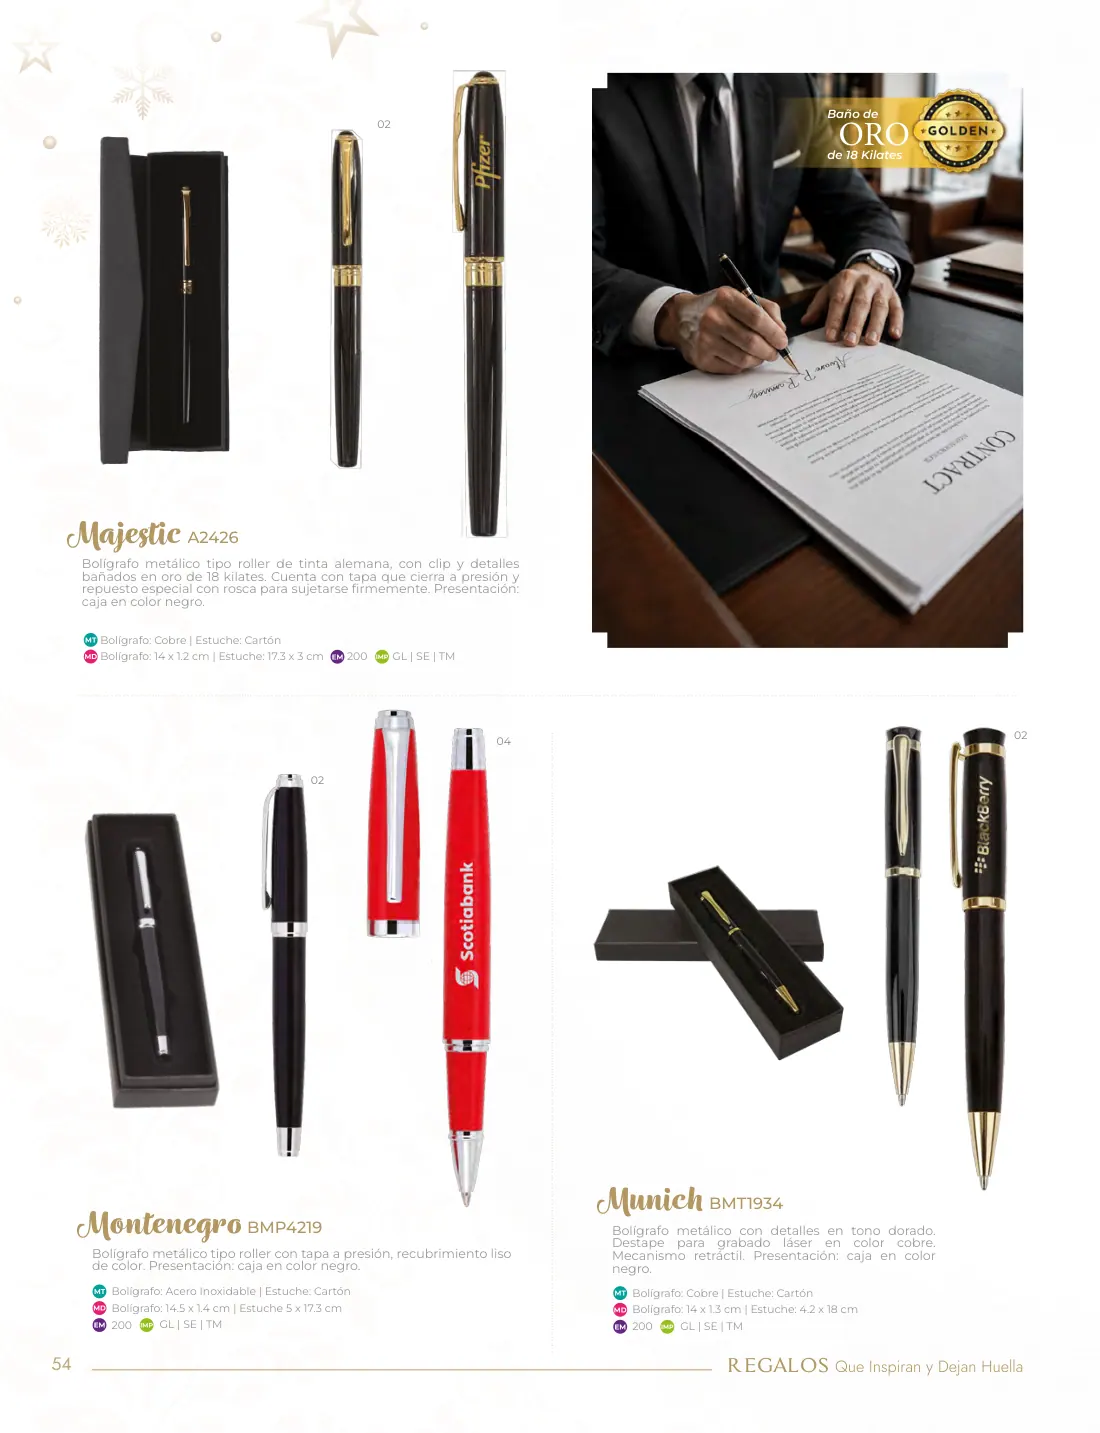 02
Pfizer
Baño de
ORO
de 18 Kilates
GOLDEN
CONTRACT
Majestic A2426
Bolígrafo metálico tipo roller de tinta alemana, con clip y detalles
bañados en oro de 18 kilates. Cuenta con tapa que cierra a presión y
repuesto especial con rosca para sujetarse firmemente. Presentación:
caja en color negro.
MT Bolígrafo: Cobre | Estuche: Cartón
MD Bolígrafo: 14 x 1.2 cm | Estuche: 17.3 x 3 cm EM 200 IMP GL | SE | TM
02
04
Scotiabank
Montenegro BMP4219
Bolígrafo metálico tipo roller con tapa a presión, recubrimiento liso
de color. Presentación: caja en color negro.
MT Bolígrafo: Acero Inoxidable | Estuche: Cartón
MD Bolígrafo: 14.5 x 1.4 cm | Estuche 5 x 17.3 cm
EM 200 IMP GL | SE | TM
02
BlackBerry
Munich BMT1934
Bolígrafo metálico con detalles en tono dorado.
Destape para grabado láser en color cobre.
Mecanismo retráctil. Presentación: caja en color
negro.
MT Bolígrafo: Cobre | Estuche: Cartón
MD Bolígrafo: 14 x 1.3 cm | Estuche: 4.2 x 18 cm
EM 200 IMP GL | SE | TM
54
REGALOS Que Inspiran y Dejan Huella